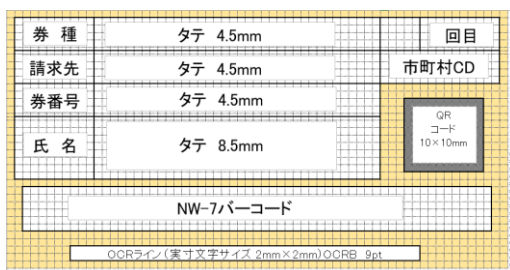 券 種 タテ 4.5mm 回目
請求先 タテ 4.5mm 市町村CD
券番号 タテ 4.5mm
QR
コード
10×10mm
氏 名 タテ 8.5mm
NW-7バーコード
OCRライン(実寸文字サイズ 2mm×2mm)OCRB 9pt